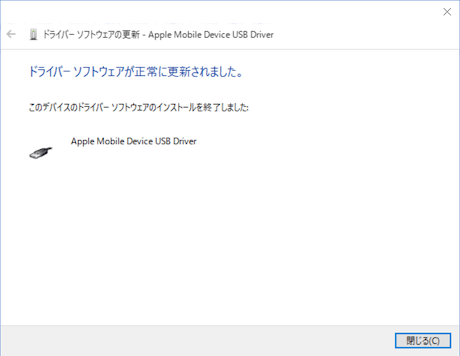 ドライバー ソフトウェアの更新 - Apple Mobile Device USB Driver
ドライバー ソフトウェアが正常に更新されました。
このデバイスのドライバー ソフトウェアのインストールを終了しました:
Apple Mobile Device USB Driver
閉じる(C)